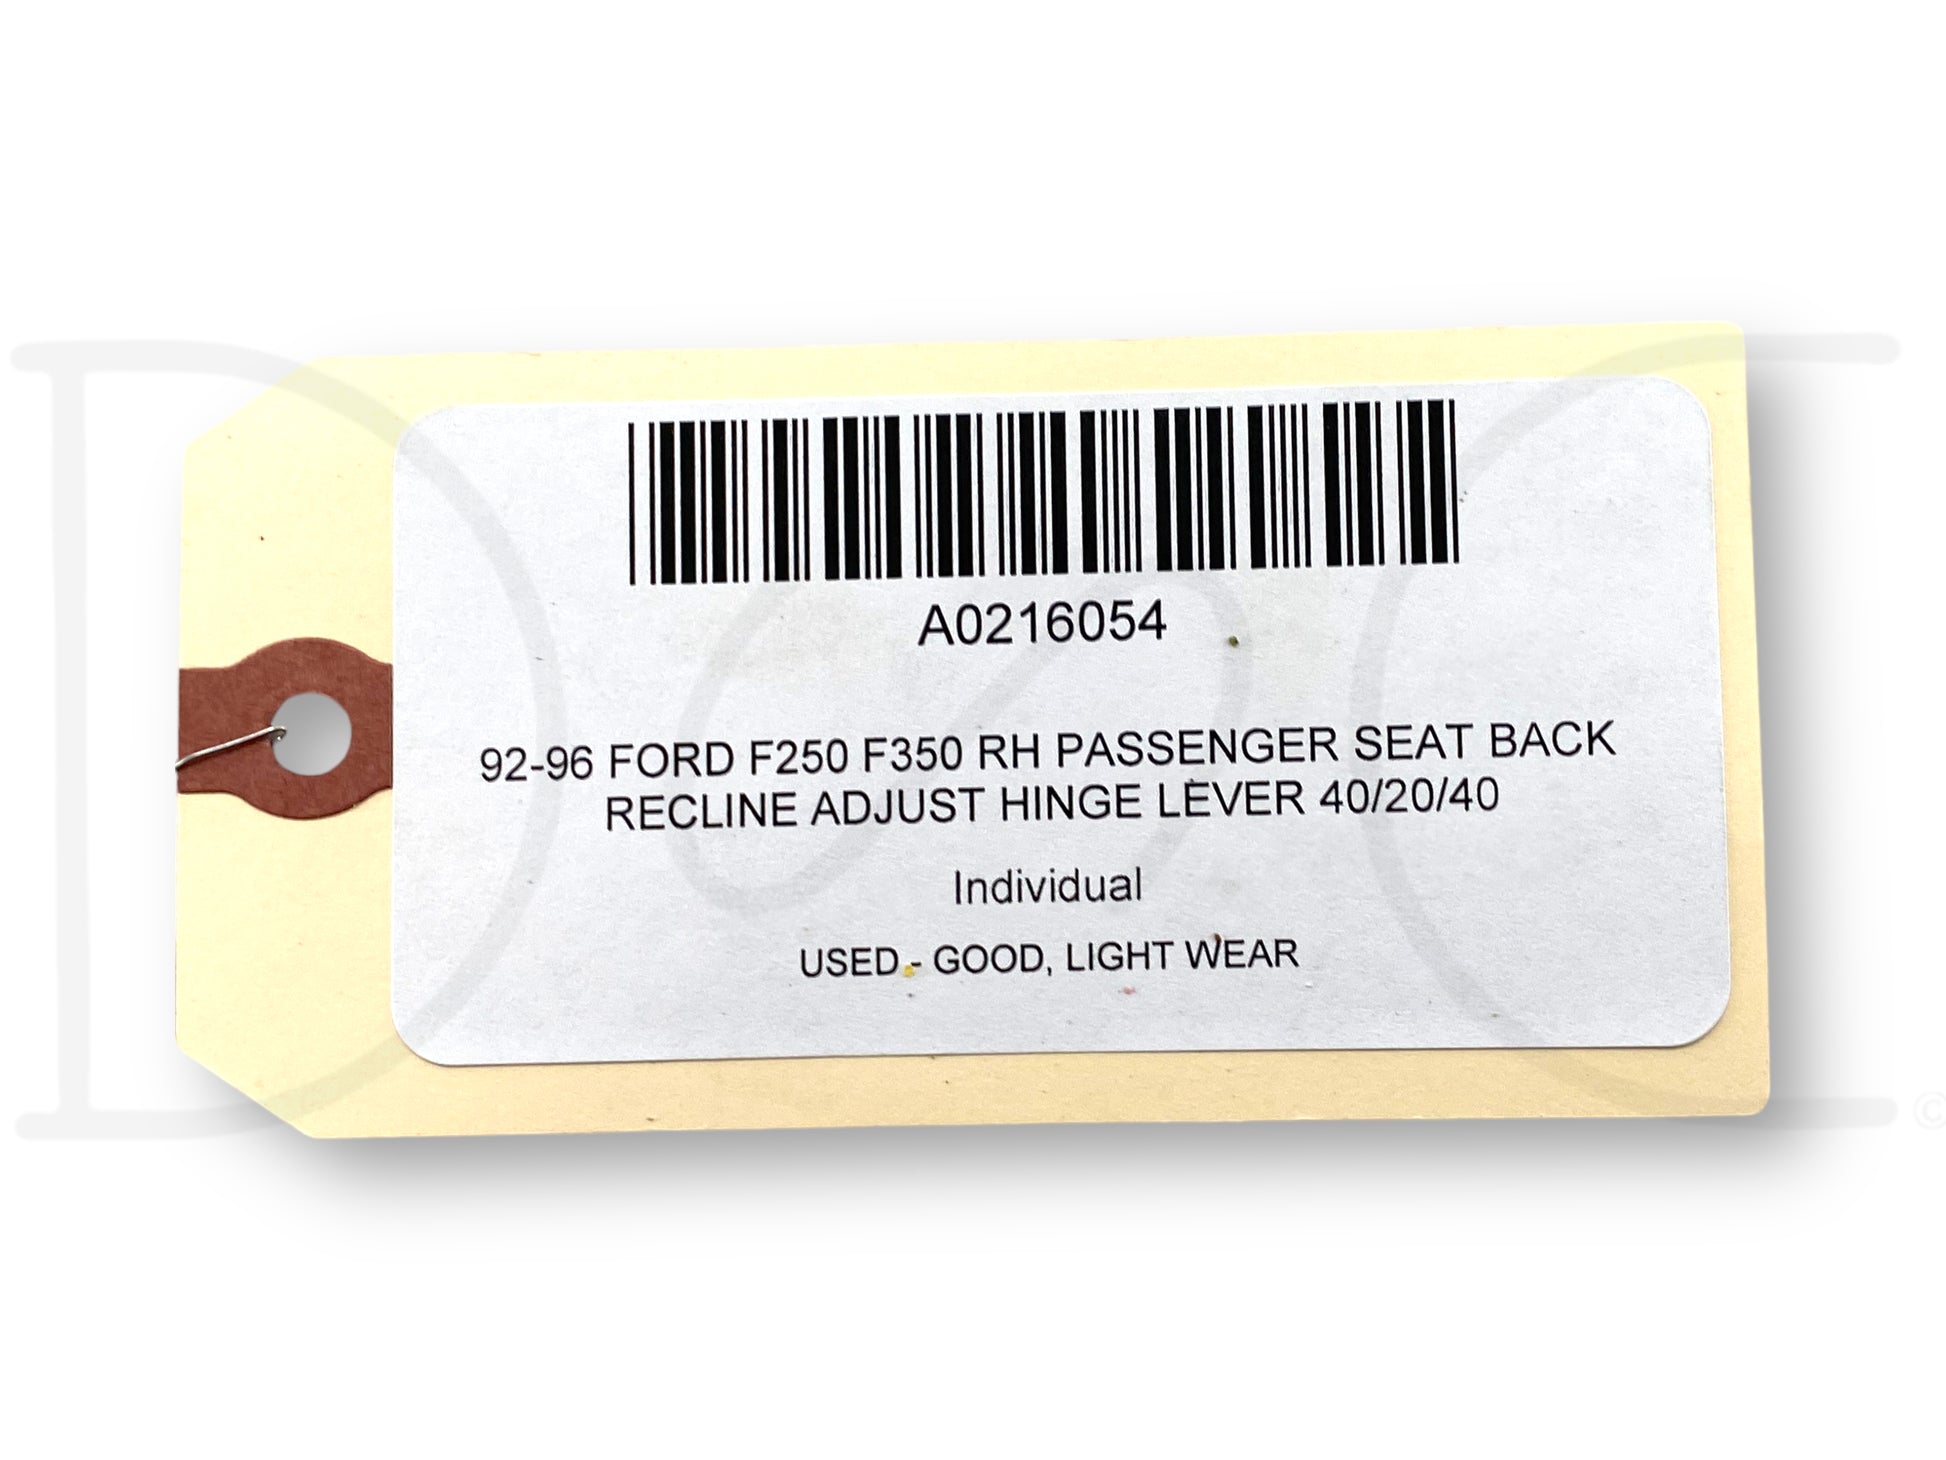 A0216054
92-96 FORD F250 F350 RH PASSENGER SEAT BACK
RECLINE ADJUST HINGE LEVER 40/20/40
Individual
USED - GOOD, LIGHT WEAR
©